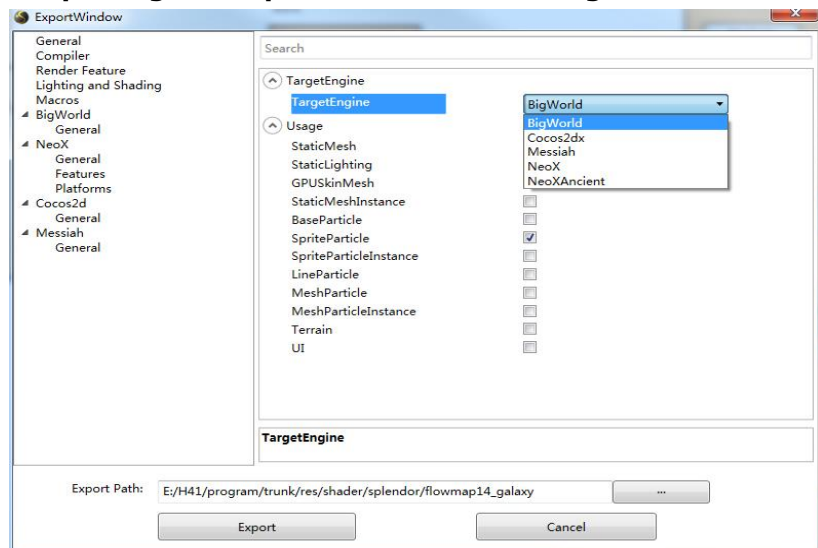 ExportWindow
General
Compiler
Render Feature
Lighting and Shading
Macros
BigWorld
General
NeoX
General
Features
Platforms
Cocos2d
General
Messiah
General
Search
TargetEngine
TargetEngine BigWorld
BigWorld
Cocos2dx
Messiah
NeoX
NeoXAncient
Usage
StaticMesh
StaticLighting
GPUSkinMesh
StaticMeshInstance
BaseParticle
SpriteParticle
SpriteParticleInstance
LineParticle
MeshParticle
MeshParticleInstance
Terrain
UI
TargetEngine
Export Path: E:/H41/program/trunk/res/shader/splendor/flowmap14_galaxy ...
Export Cancel